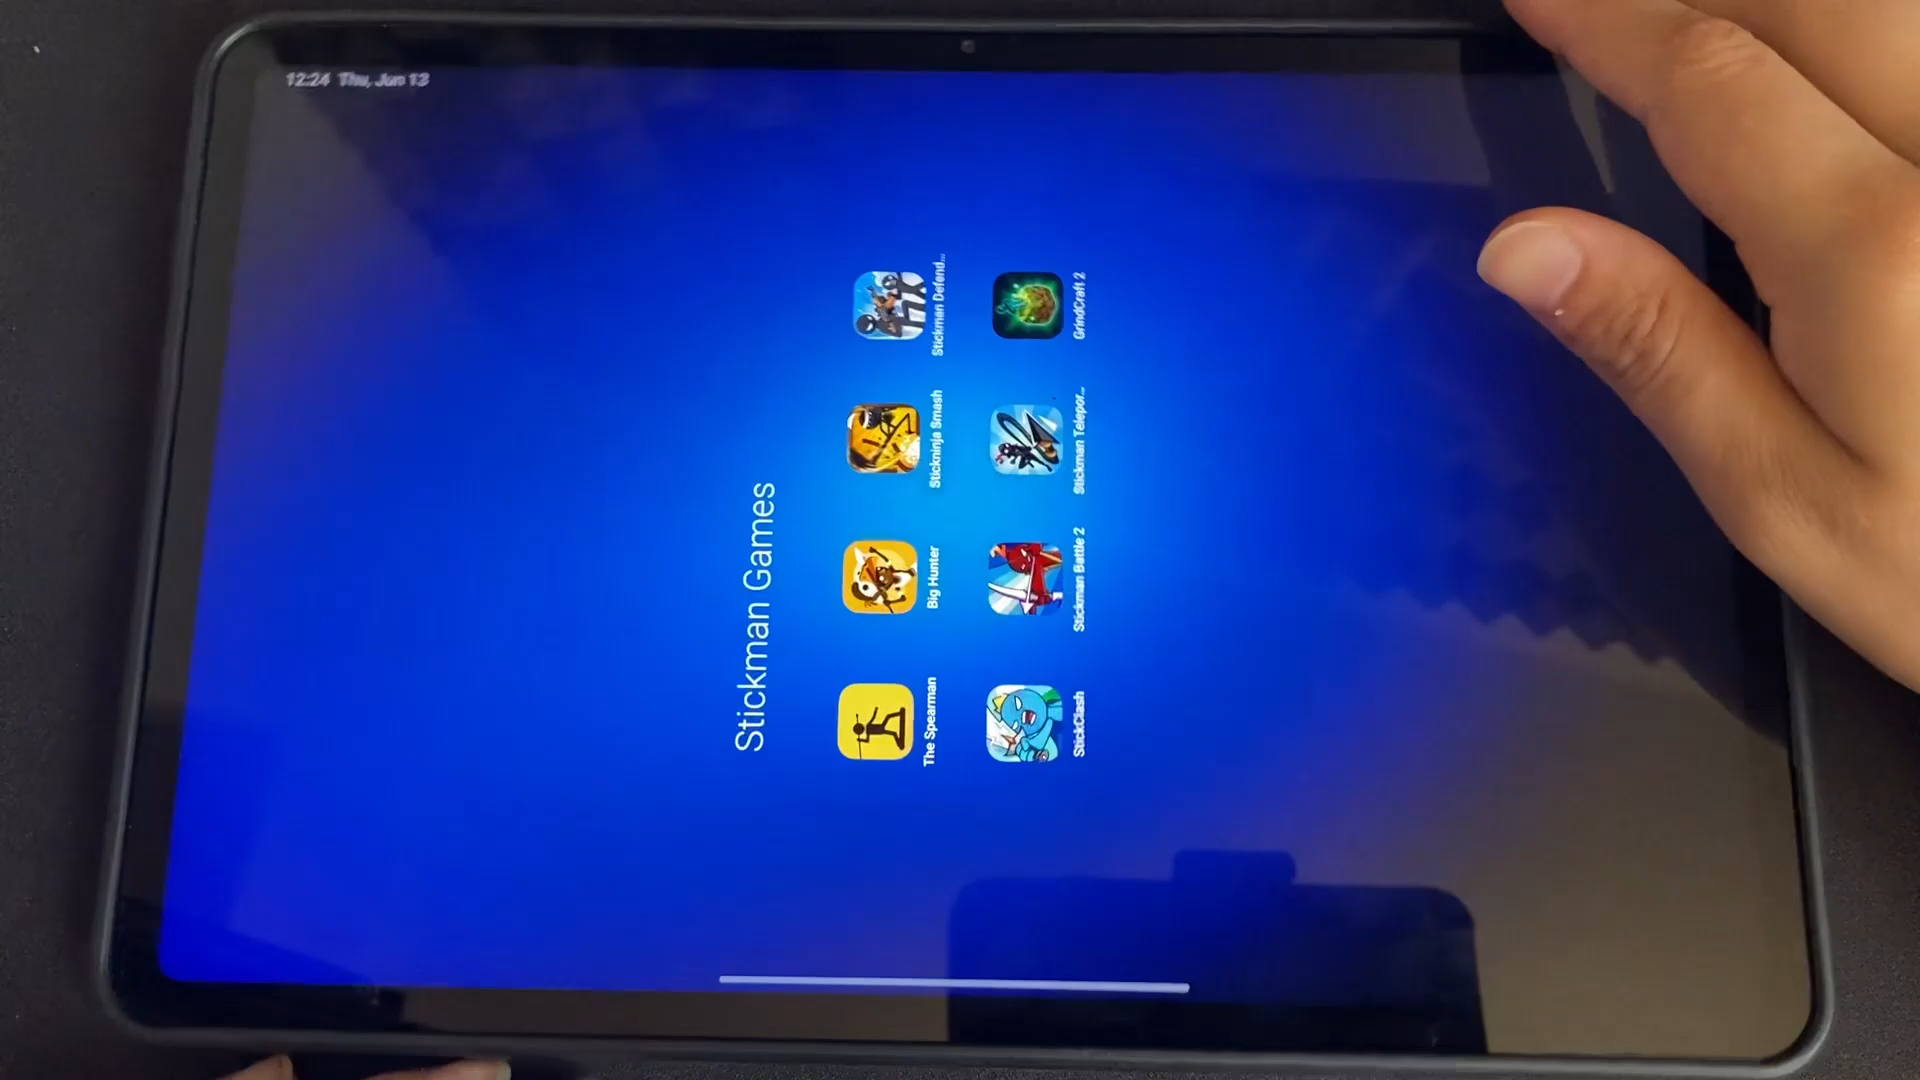 12:24 Thu, Jun 13
Stickman Games
The Spearman
Big Hunter
Stickninja Smash
Stickman Defend...
StickClash
Stickman Battle 2
Stickman Telepor...
GrindCraft 2